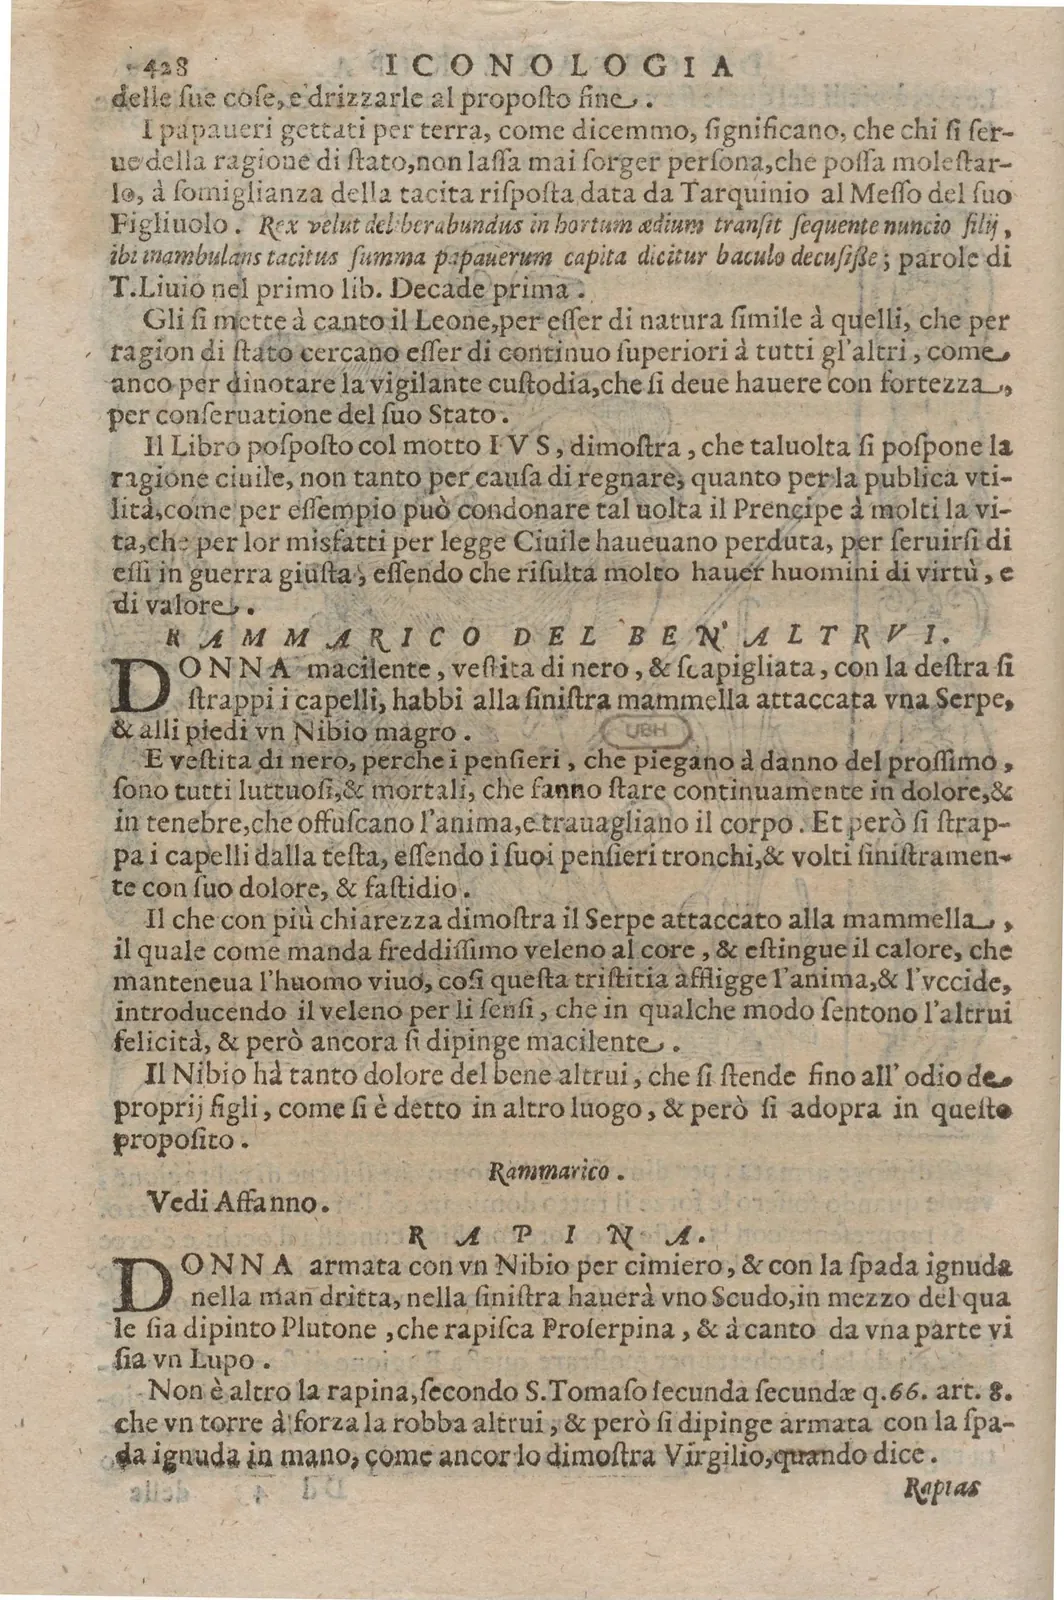 428 ICONOLOGIA
delle ſue coſe, e drizzarle al propoſto fine.
I papaueri gettati per terra, come dicemmo, ſignificano, che chi ſi ſer-
ue della ragione di ſtato, non laſſa mai ſorger perſona, che poſſa moleſtar-
lo, à ſomiglianza della tacita riſpoſta data da Tarquinio al Meſſo del ſuo
Figliuolo. Rex velut deliberabundus in hortum ædium tranſit ſequente nuncio filij,
ibi inambulans tacitus ſumma papauerum capita dicitur baculo decuſiſſe; parole di
T. Liuio nel primo lib. Decade prima.
Gli ſi mette à canto il Leone, per eſſer di natura ſimile à quelli, che per
ragion di ſtato cercano eſſer di continuo ſuperiori à tutti gl'altri, come
anco per dinotare la vigilante cuſtodia, che ſi deue hauere con fortezza,
per conſeruatione del ſuo Stato.
Il Libro poſpoſto col motto IVS, dimoſtra, che taluolta ſi poſpone la
ragione ciuile, non tanto per cauſa di regnare, quanto per la publica vti-
lità, come per eſſempio può condonare tal uolta il Prencipe à molti la vi-
ta, che per lor misfatti per legge Ciuile haueuano perduta, per ſeruirſi di
eſſi in guerra giuſta, eſſendo che riſulta molto hauer huomini di virtù, e
di valore.
RAMMARICO DEL BEN' ALTRVI.
DONNA macilente, veſtita di nero, & ſcapigliata, con la deſtra ſi
ſtrappi i capelli, habbi alla ſiniſtra mammella attaccata vna Serpe,
& alli piedi vn Nibio magro.
E veſtita di nero, perche i penſieri, che piegano à danno del proſſimo,
ſono tutti luttuoſi, & mortali, che fanno ſtare continuamente in dolore, &
in tenebre, che offuſcano l'anima, e trauagliano il corpo. Et però ſi ſtrap-
pa i capelli dalla teſta, eſſendo i ſuoi penſieri tronchi, & volti ſiniſtramen-
te con ſuo dolore, & faſtidio.
Il che con più chiarezza dimoſtra il Serpe attaccato alla mammella,
il quale come manda freddiſſimo veleno al core, & eſtingue il calore, che
manteneua l'huomo viuo, coſi queſta triſtitia affligge l'anima, & l'vccide,
introducendo il veleno per li ſenſi, che in qualche modo ſentono l'altrui
felicità, & però ancora ſi dipinge macilente.
Il Nibio hà tanto dolore del bene altrui, che ſi ſtende fino all' odio de
proprij figli, come ſi è detto in altro luogo, & però ſi adopra in queſto
propoſito.
Rammarico.
Vedi Affanno.
RAPINA.
DONNA armata con vn Nibio per cimiero, & con la ſpada ignuda
nella man dritta, nella ſiniſtra hauerà vno Scudo, in mezzo del qua
le ſia dipinto Plutone, che rapiſca Proſerpina, & à canto da vna parte vi
ſia vn Lupo.
Non è altro la rapina, ſecondo S. Tomaſo ſecunda ſecundæ q. 66. art. 8.
che vn torre à forza la robba altrui, & però ſi dipinge armata con la ſpa-
da ignuda in mano, come ancor lo dimoſtra Virgilio, quando dice.
Raptas
UBH